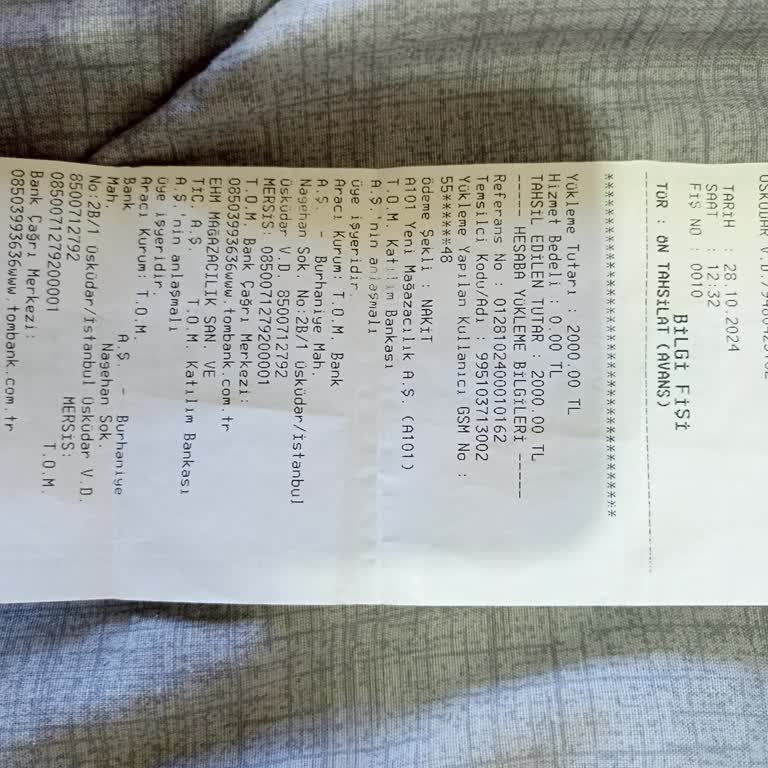 BİLGİ FİŞİ
TARİH : 28.10.2024
SAAT : 12:32
FİŞ NO : 0010
TÜR : ÖN TAHSİLAT (AVANS)
--------------------------------
****************************************
Yükleme Tutarı : 2000.00 TL
Hizmet Bedeli : 0.00 TL
TAHSİL EDİLEN TUTAR : 2000.00 TL
----- HESABA YÜKLEME BİLGİLERİ -----
Referans No : 0128102400010162
Temsilci Kodu/Adı : 995103713002
Yükleme Yapılan Kullanıcı GSM No :
55******48
Ödeme Şekli : NAKİT
A101 Yeni Mağazacılık A.Ş. (A101)
T.O.M. Katılım Bankası
A.Ş.'nin anlaşmalı
üye işyeridir.
Aracı Kurum: T.O.M. Bank
A.Ş. - Burhaniye Mah.
Nagehan Sok. No:2B/1 Üsküdar/İstanbul
Üsküdar V.D. 8500712792
MERSİS: 0850071279200001
T.O.M. Bank Çağrı Merkezi:
08503993636www.tombank.com.tr
EHM MAĞAZACILIK SAN. VE
TİC. A.Ş. T.O.M. Katılım Bankası
A.Ş.'nin anlaşmalı
üye işyeridir.
Aracı Kurum: T.O.M.
Bank A.Ş. - Burhaniye
Mah. Nagehan Sok.
No:2B/1 Üsküdar/İstanbul Üsküdar V.D.
8500712792 MERSİS:
0850071279200001 T.O.M.
Bank Çağrı Merkezi:
08503993636www.tombank.com.tr